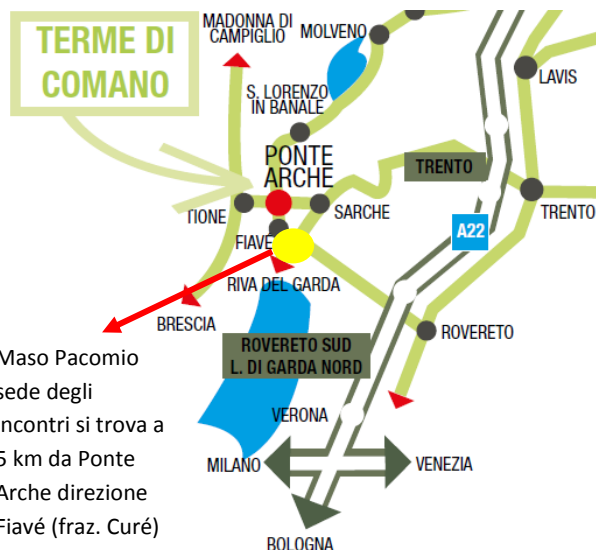 TERME DI
COMANO
MADONNA DI
CAMPIGLIO
MOLVENO
LAVIS
S. LORENZO
IN BANALE
PONTE
ARCHE
TRENTO
TIONE
SARCHE
TRENTO
FIAVÉ
A22
RIVA DEL GARDA
BRESCIA
ROVERETO SUD
L. DI GARDA NORD
ROVERETO
Maso Pacomio
sede degli
incontri si trova a
5 km da Ponte
Arche direzione
Fiavé (fraz. Curé)
VERONA
MILANO
VENEZIA
BOLOGNA